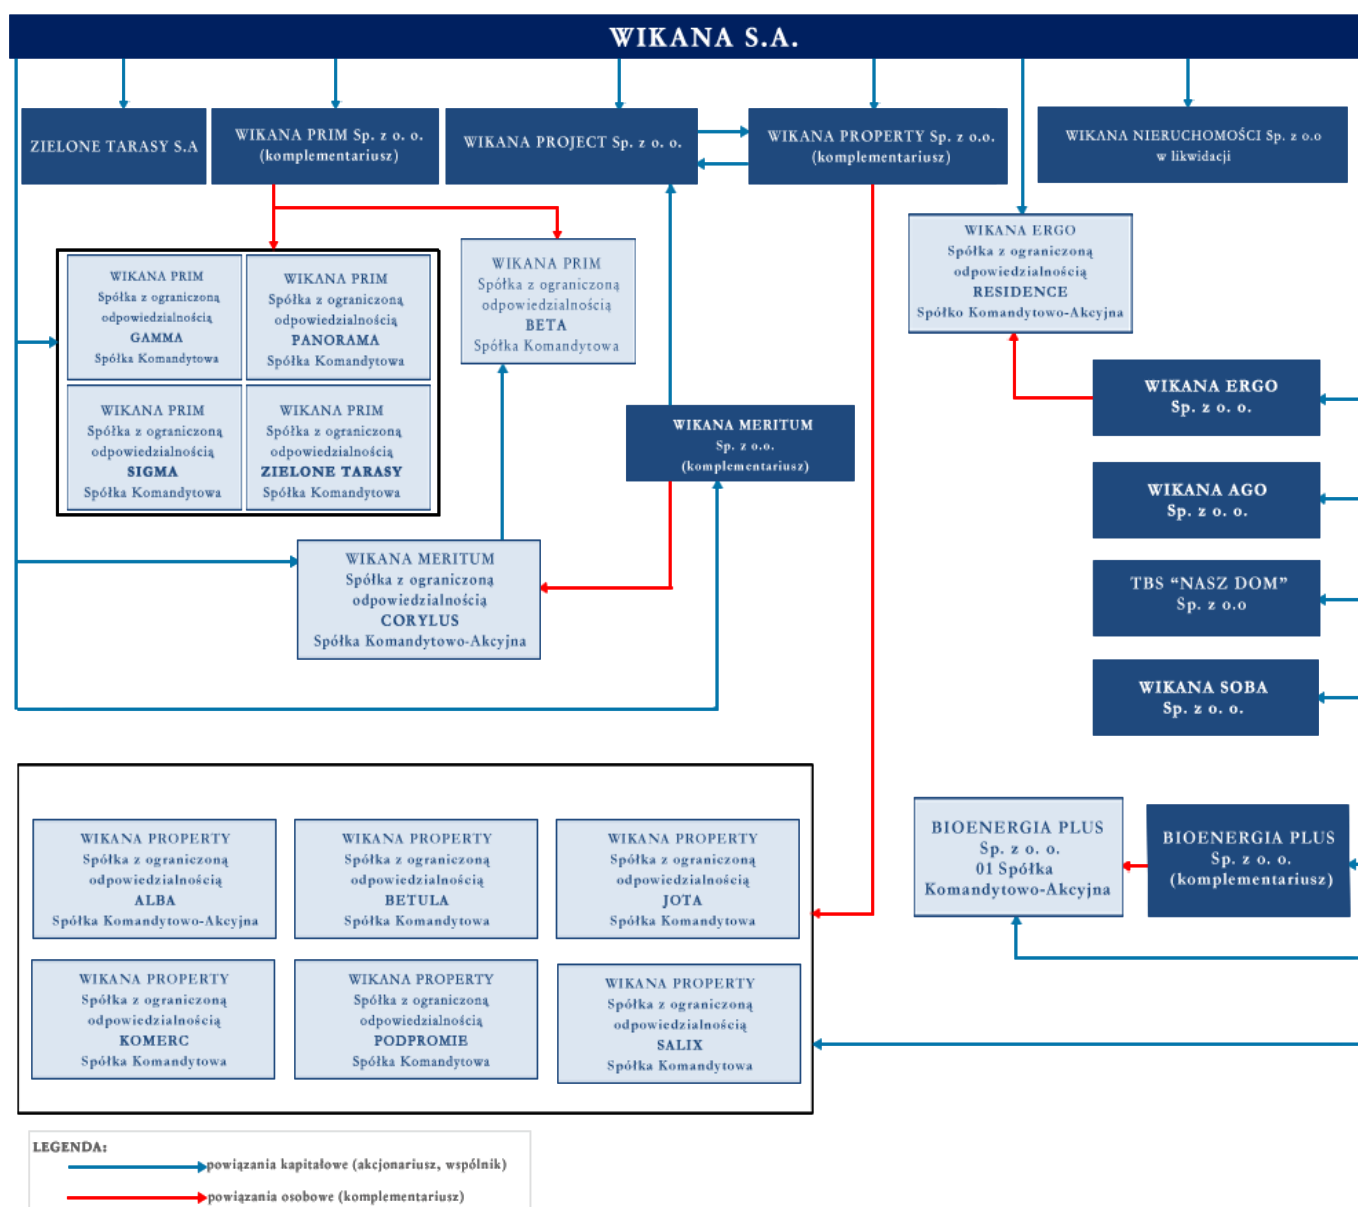 WIKANA S.A.
ZIELONE TARASY S.A
WIKANA PRIM Sp. z o. o.
(komplementariusz)
WIKANA PROJECT Sp. z o. o.
WIKANA PROPERTY Sp. z o.o.
(komplementariusz)
WIKANA NIERUCHOMOŚCI Sp. z o.o
w likwidacji
WIKANA PRIM
Spółka z ograniczoną
odpowiedzialnością
GAMMA
Spółka Komandytowa
WIKANA PRIM
Spółka z ograniczoną
odpowiedzialnością
PANORAMA
Spółka Komandytowa
WIKANA PRIM
Spółka z ograniczoną
odpowiedzialnością
BETA
Spółka Komandytowa
WIKANA ERGO
Spółka z ograniczoną
odpowiedzialnością
RESIDENCE
Spółko Komandytowo-Akcyjna
WIKANA PRIM
Spółka z ograniczoną
odpowiedzialnością
SIGMA
Spółka Komandytowa
WIKANA PRIM
Spółka z ograniczoną
odpowiedzialnością
ZIELONE TARASY
Spółka Komandytowa
WIKANA MERITUM
Sp. z o.o.
(komplementariusz)
WIKANA ERGO
Sp. z o. o.
WIKANA AGO
Sp. z o. o.
TBS “NASZ DOM”
Sp. z o.o
WIKANA SOBA
Sp. z o. o.
WIKANA MERITUM
Spółka z ograniczoną
odpowiedzialnością
CORYLUS
Spółka Komandytowo-Akcyjna
WIKANA PROPERTY
Spółka z ograniczoną
odpowiedzialnością
ALBA
Spółka Komandytowo-Akcyjna
WIKANA PROPERTY
Spółka z ograniczoną
odpowiedzialnością
BETULA
Spółka Komandytowa
WIKANA PROPERTY
Spółka z ograniczoną
odpowiedzialnością
JOTA
Spółka Komandytowa
BIOENERGIA PLUS
Sp. z o. o.
01 Spółka
Komandytowo-Akcyjna
BIOENERGIA PLUS
Sp. z o. o.
(komplementariusz)
WIKANA PROPERTY
Spółka z ograniczoną
odpowiedzialnością
KOMERC
Spółka Komandytowa
WIKANA PROPERTY
Spółka z ograniczoną
odpowiedzialnością
PODPROMIE
Spółka Komandytowa
WIKANA PROPERTY
Spółka z ograniczoną
odpowiedzialnością
SALIX
Spółka Komandytowa
LEGENDA:
powiązania kapitałowe (akcjonariusz, wspólnik)
powiązania osobowe (komplementariusz)